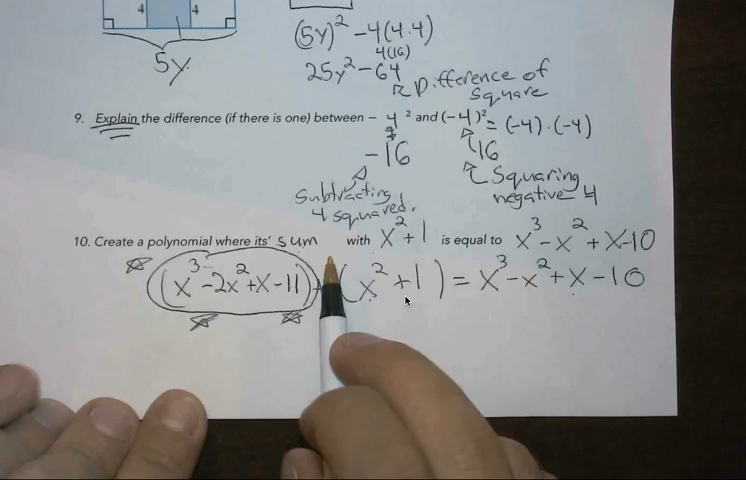 4 4
5y
(5y)² - 4(4·4)
4(16)
25y² - 64
Difference of
Square
9. Explain the difference (if there is one) between - 4 ² and (-4)² = (-4)·(-4)
-16
16
Subtracting
4 squared.
Squaring
negative 4
10. Create a polynomial where its' sum with x² + 1 is equal to x³ - x² + x - 10
(x³ - 2x² + x - 11) + (x² + 1) = x³ - x² + x - 10